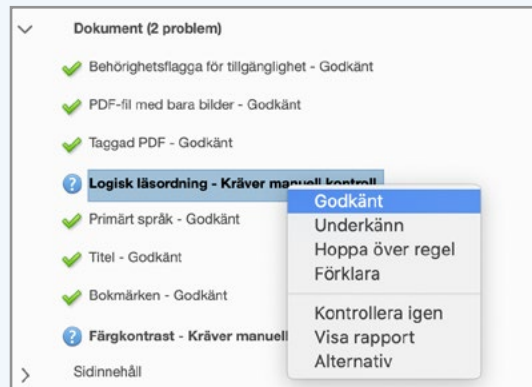 Dokument (2 problem)
Behörighetsflagga för tillgänglighet - Godkänt
PDF-fil med bara bilder - Godkänt
Taggad PDF - Godkänt
Logisk läsordning - Kräver manuell kontroll
Primärt språk - Godkänt
Titel - Godkänt
Bokmärken - Godkänt
Färgkontrast - Kräver manuell
Sidinnehåll
Godkänt
Underkänn
Hoppa över regel
Förklara
Kontrollera igen
Visa rapport
Alternativ